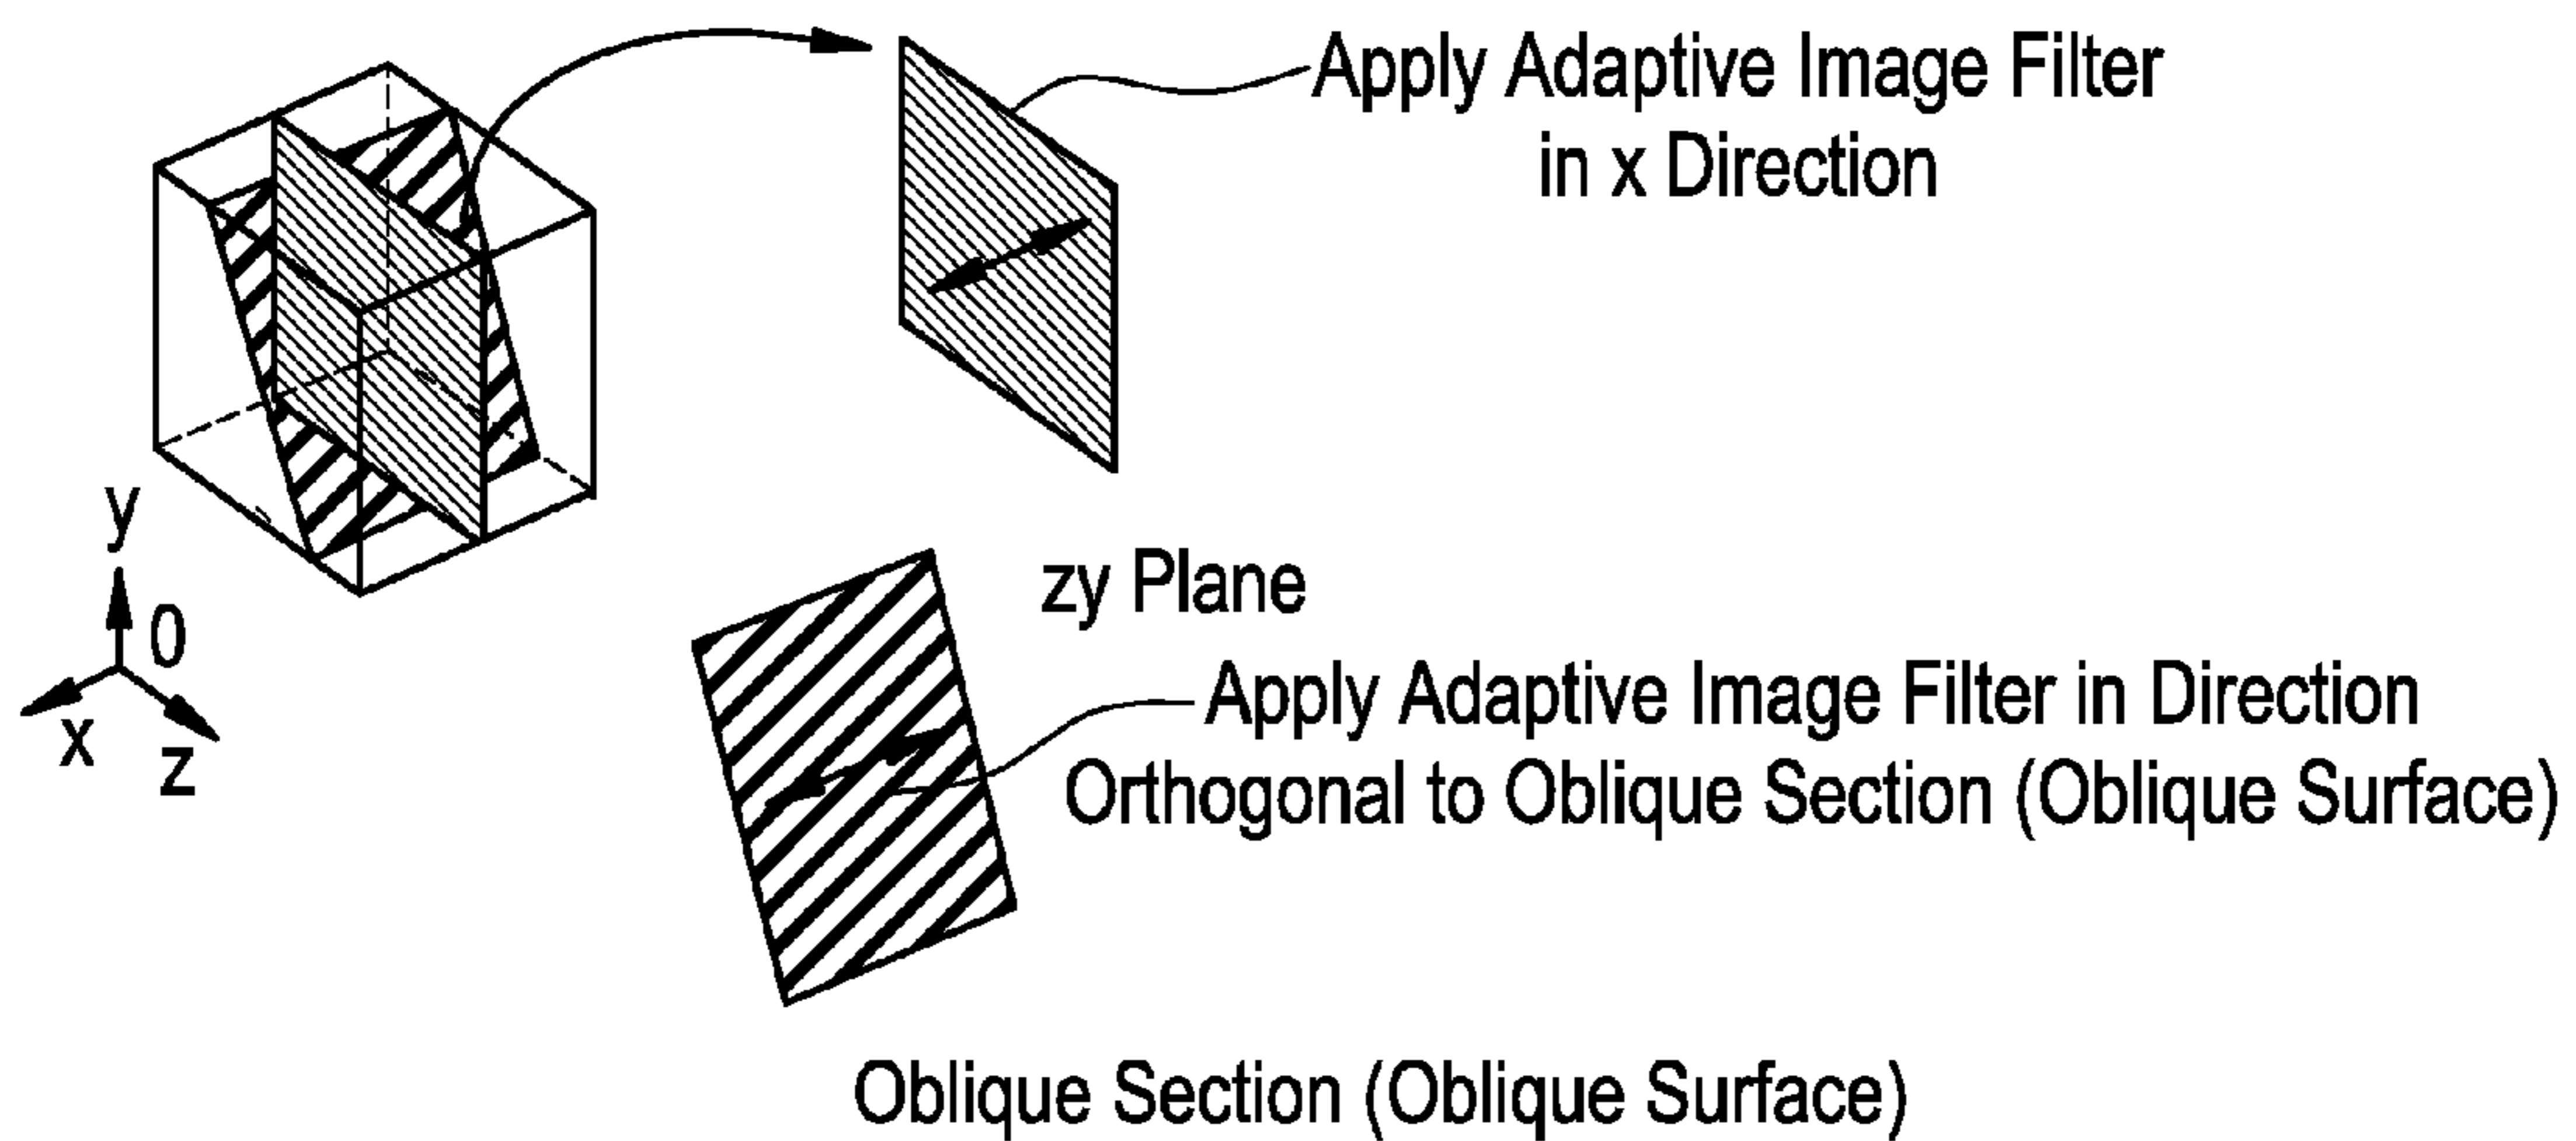 Apply Adaptive Image Filter
in x Direction
y
0
x
z
zy Plane
Apply Adaptive Image Filter in Direction
Orthogonal to Oblique Section (Oblique Surface)
Oblique Section (Oblique Surface)